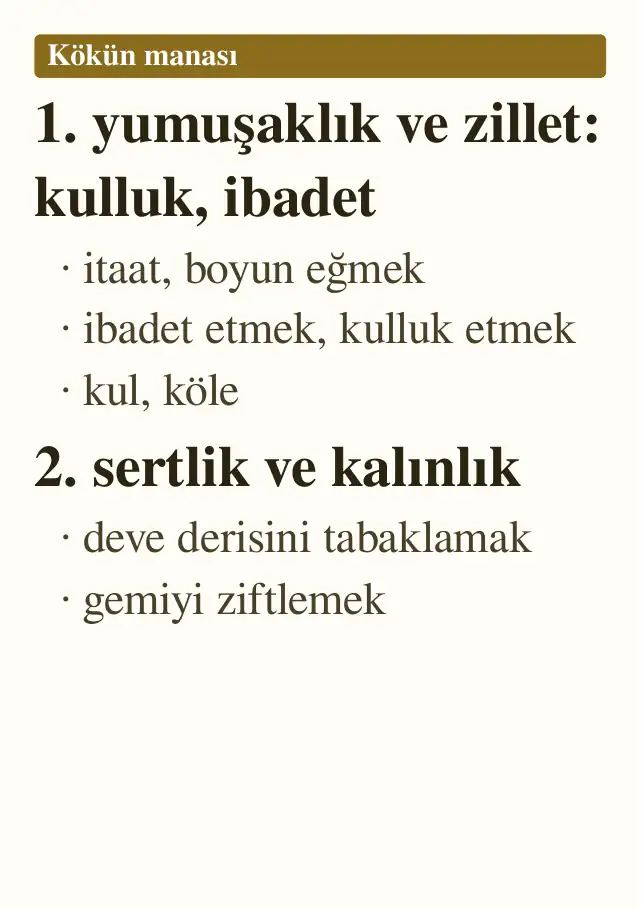 Kökün manası
1. yumuşaklık ve zillet:
kulluk, ibadet
· itaat, boyun eğmek
· ibadet etmek, kulluk etmek
· kul, köle
2. sertlik ve kalınlık
· deve derisini tabaklamak
· gemiyi ziftlemek